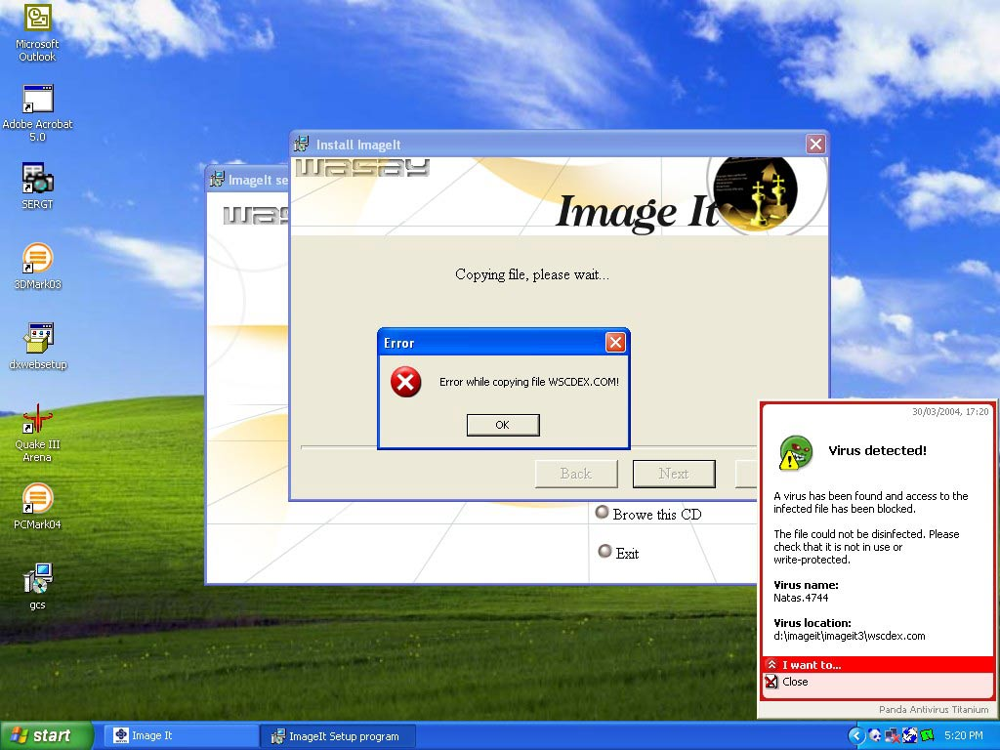 Microsoft
Outlook
Adobe Acrobat
5.0
SERGT
3DMark03
dxwebsetup
Quake III
Arena
PCMark04
gcs
ImageIt se
WAS
Install ImageIt
WASAY
Image It
Copying file, please wait...
Error
Error while copying file WSCDEX.COM!
OK
Back
Next
Browe this CD
Exit
30/03/2004, 17:20
Virus detected!
A virus has been found and access to the
infected file has been blocked.
The file could not be disinfected. Please
check that it is not in use or
write-protected.
Virus name:
Natas.4744
Virus location:
d:\imageit\imageit3\wscdex.com
I want to...
Close
Panda Antivirus Titanium
start
Image It
ImageIt Setup program
5:20 PM